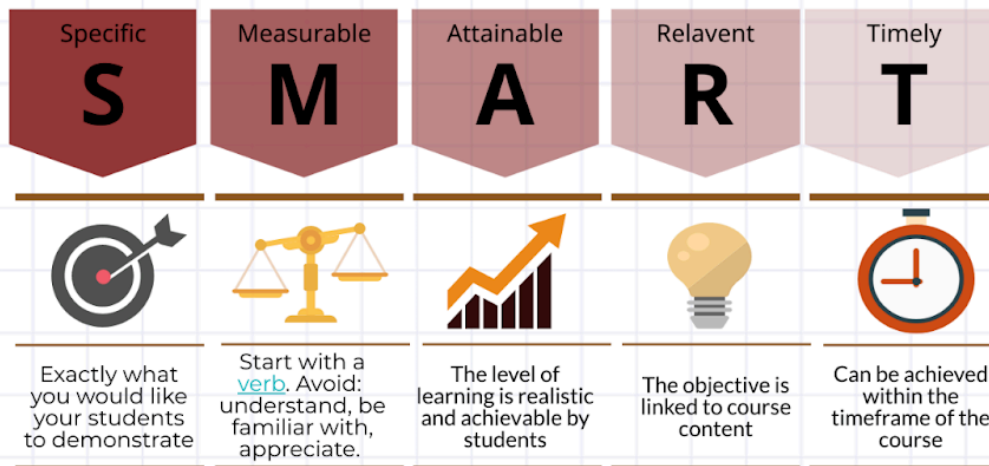 Specific
S
Measurable
M
Attainable
A
Relavent
R
Timely
T
Exactly what
you would like
your students
to demonstrate
Start with a
verb. Avoid:
understand, be
familiar with,
appreciate.
The level of
learning is realistic
and achievable by
students
The objective is
linked to course
content
Can be achieved
within the
timeframe of the
course